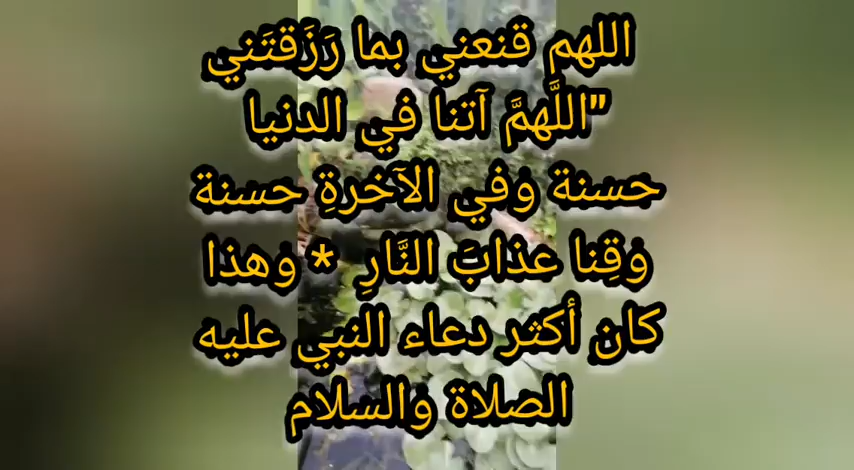 اللهم قنعني بما رَزَقتَني
"اللَّهمَّ آتنا في الدنيا
حسنة وفي الآخرةِ حسنة
وقِنا عذابَ النَّارِ * وهذا
كان أكثر دعاء النبي عليه
الصلاة والسلام